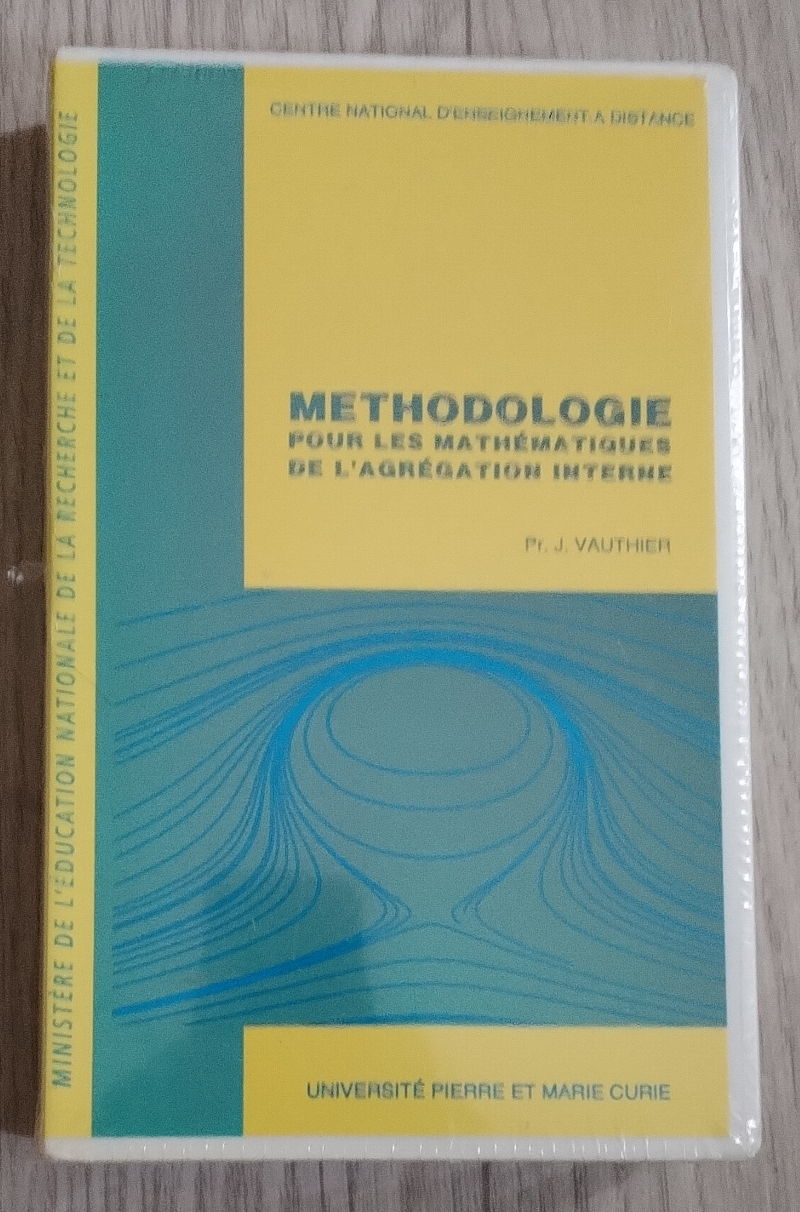 CENTRE NATIONAL D'ENSEIGNEMENT A DISTANCE
METHODOLOGIE
POUR LES MATHÉMATIQUES
DE L'AGRÉGATION INTERNE
Pr. J. VAUTHIER
UNIVERSITÉ PIERRE ET MARIE CURIE
MINISTÈRE DE L'ÉDUCATION NATIONALE DE LA RECHERCHE ET DE LA TECHNOLOGIE